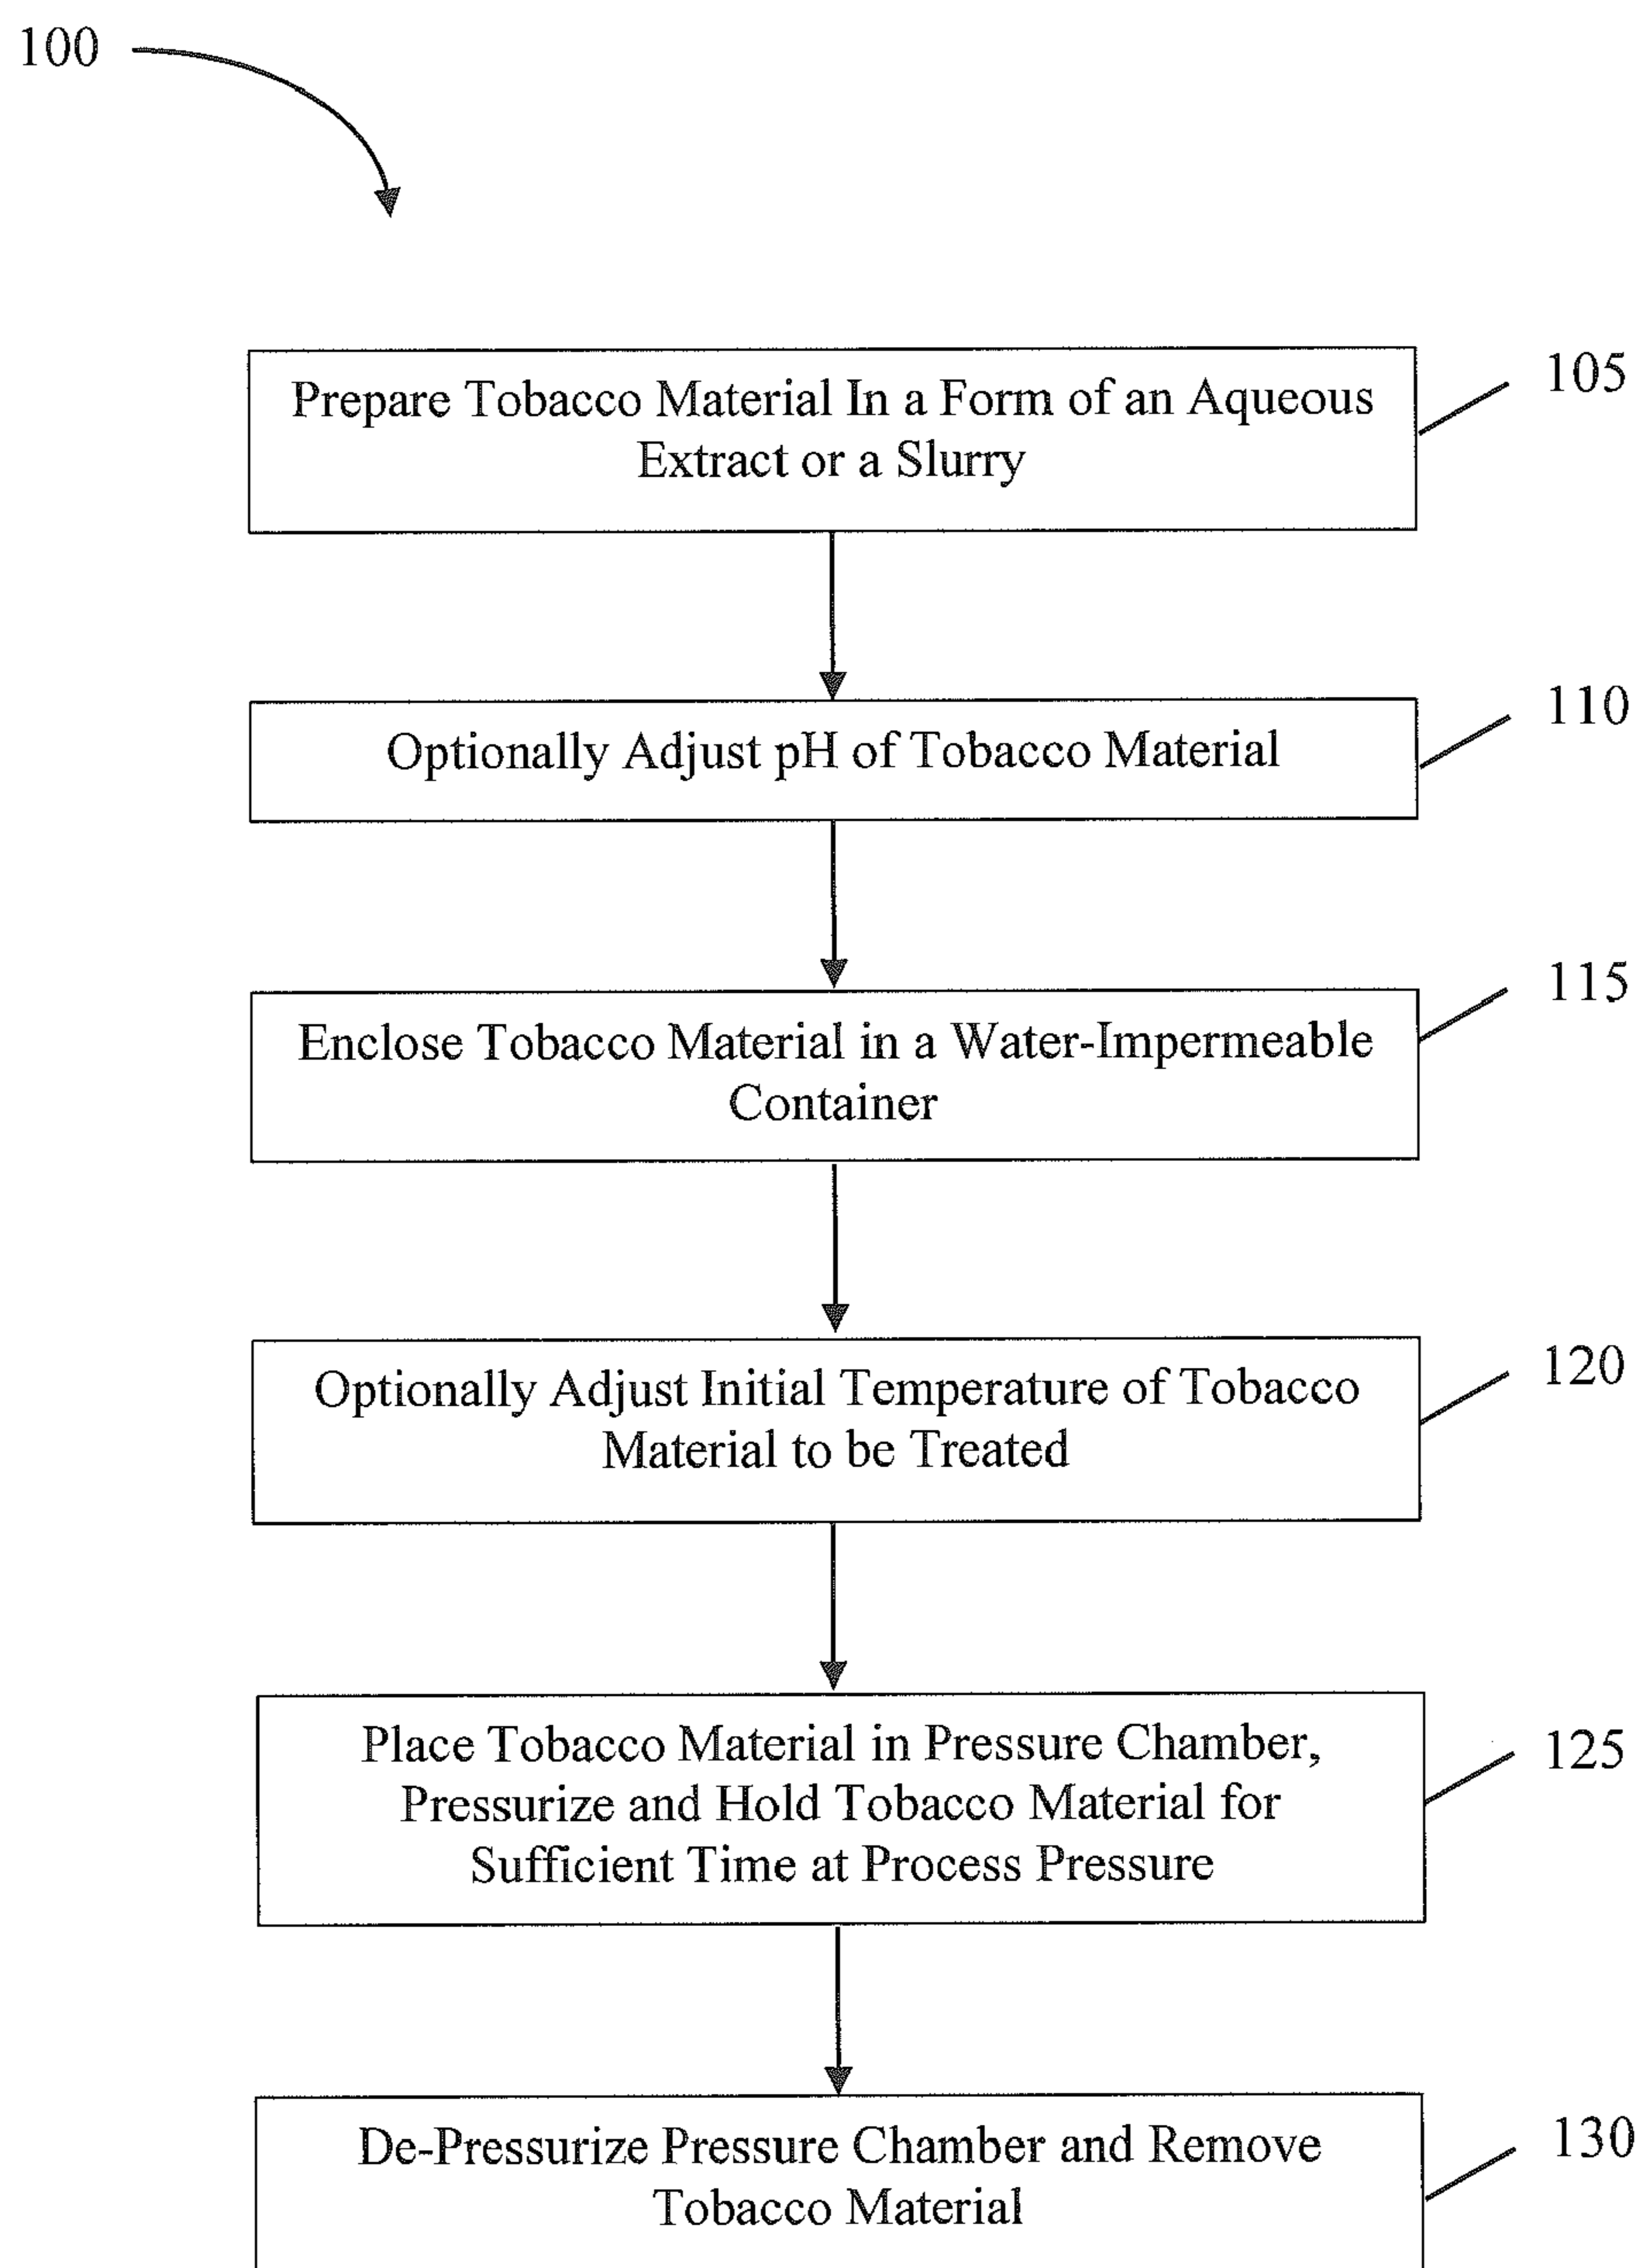 100
Prepare Tobacco Material In a Form of an Aqueous
Extract or a Slurry
105
Optionally Adjust pH of Tobacco Material
110
Enclose Tobacco Material in a Water-Impermeable
Container
115
Optionally Adjust Initial Temperature of Tobacco
Material to be Treated
120
Place Tobacco Material in Pressure Chamber,
Pressurize and Hold Tobacco Material for
Sufficient Time at Process Pressure
125
De-Pressurize Pressure Chamber and Remove
Tobacco Material
130